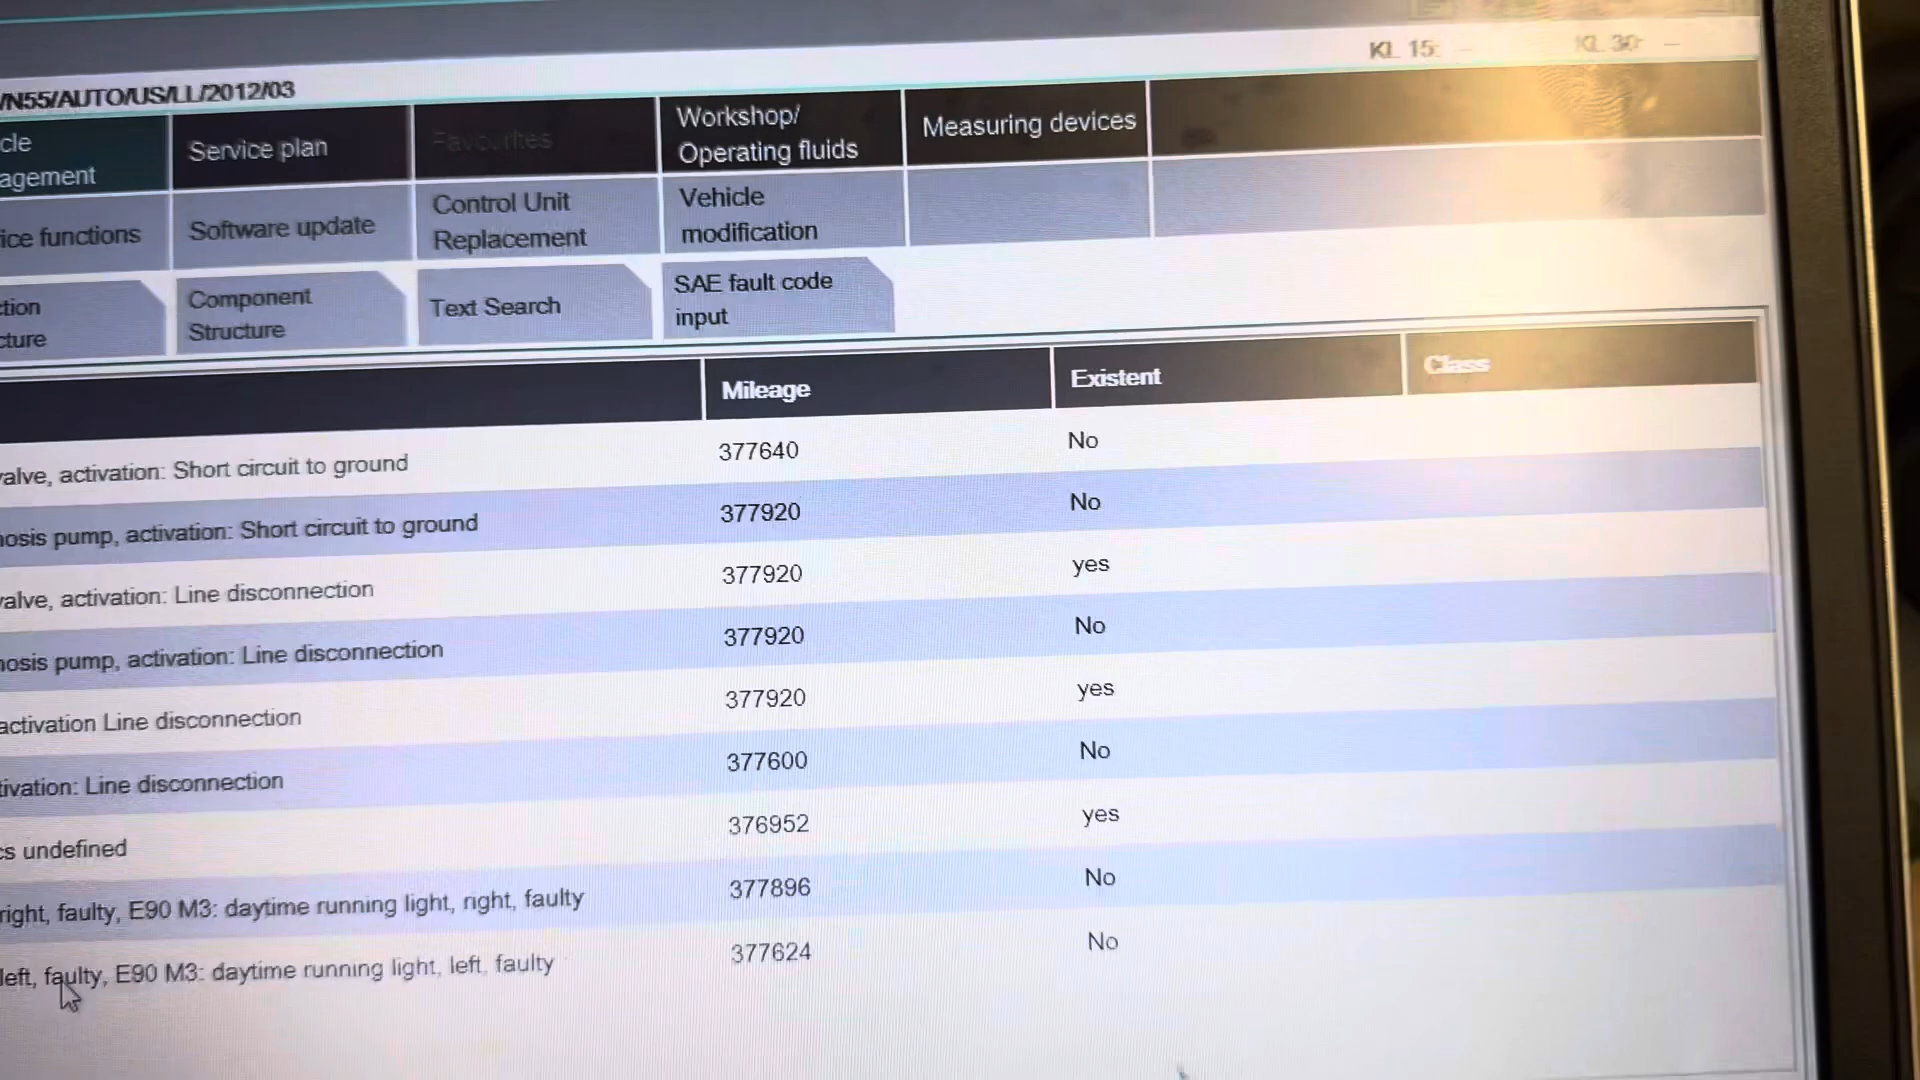 KL 15: –
KL 30: –
/N55/AUTO/US/LL/2012/03
cle
agement
Service plan
Favourites
Workshop/
Operating fluids
Measuring devices
ice functions
Software update
Control Unit
Replacement
Vehicle
modification
ction
cture
Component
Structure
Text Search
SAE fault code
input
Mileage
Existent
Class
valve, activation: Short circuit to ground 377640 No
nosis pump, activation: Short circuit to ground 377920 No
valve, activation: Line disconnection 377920 yes
nosis pump, activation: Line disconnection 377920 No
activation Line disconnection 377920 yes
tivation: Line disconnection 377600 No
cs undefined 376952 yes
right, faulty, E90 M3: daytime running light, right, faulty 377896 No
left, faulty, E90 M3: daytime running light, left, faulty 377624 No